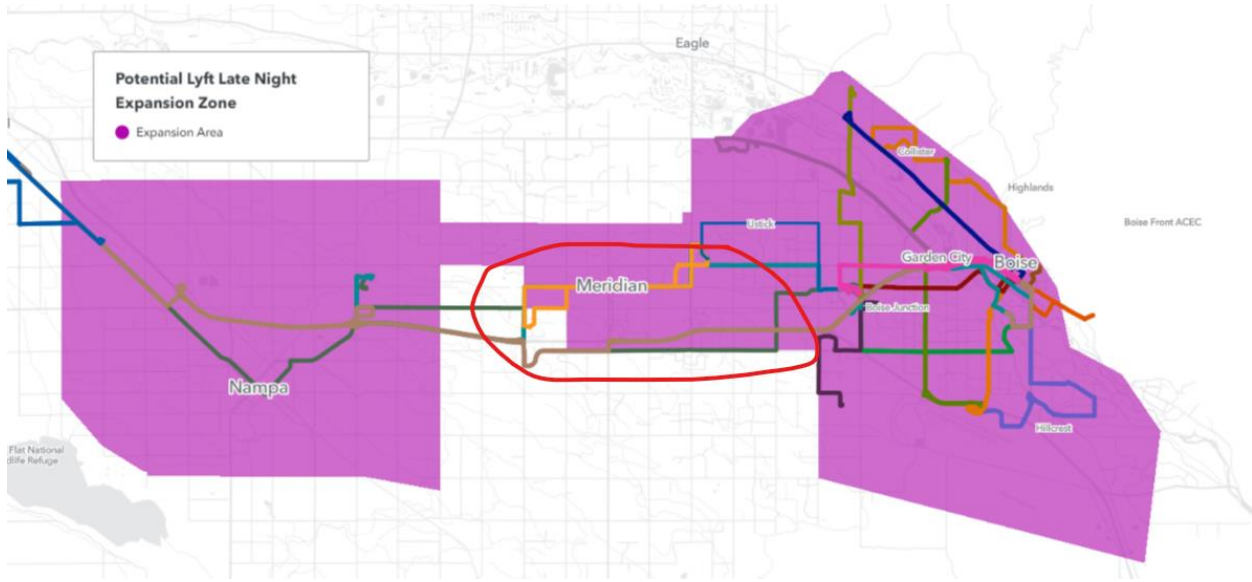 Potential Lyft Late Night
Expansion Zone
Expansion Area
Eagle
Collister
Highlands
Boise Front ACEC
Ustick
Garden City
Boise
Meridian
Boise Junction
Nampa
Hillcrest
Flat National
dlife Refuge